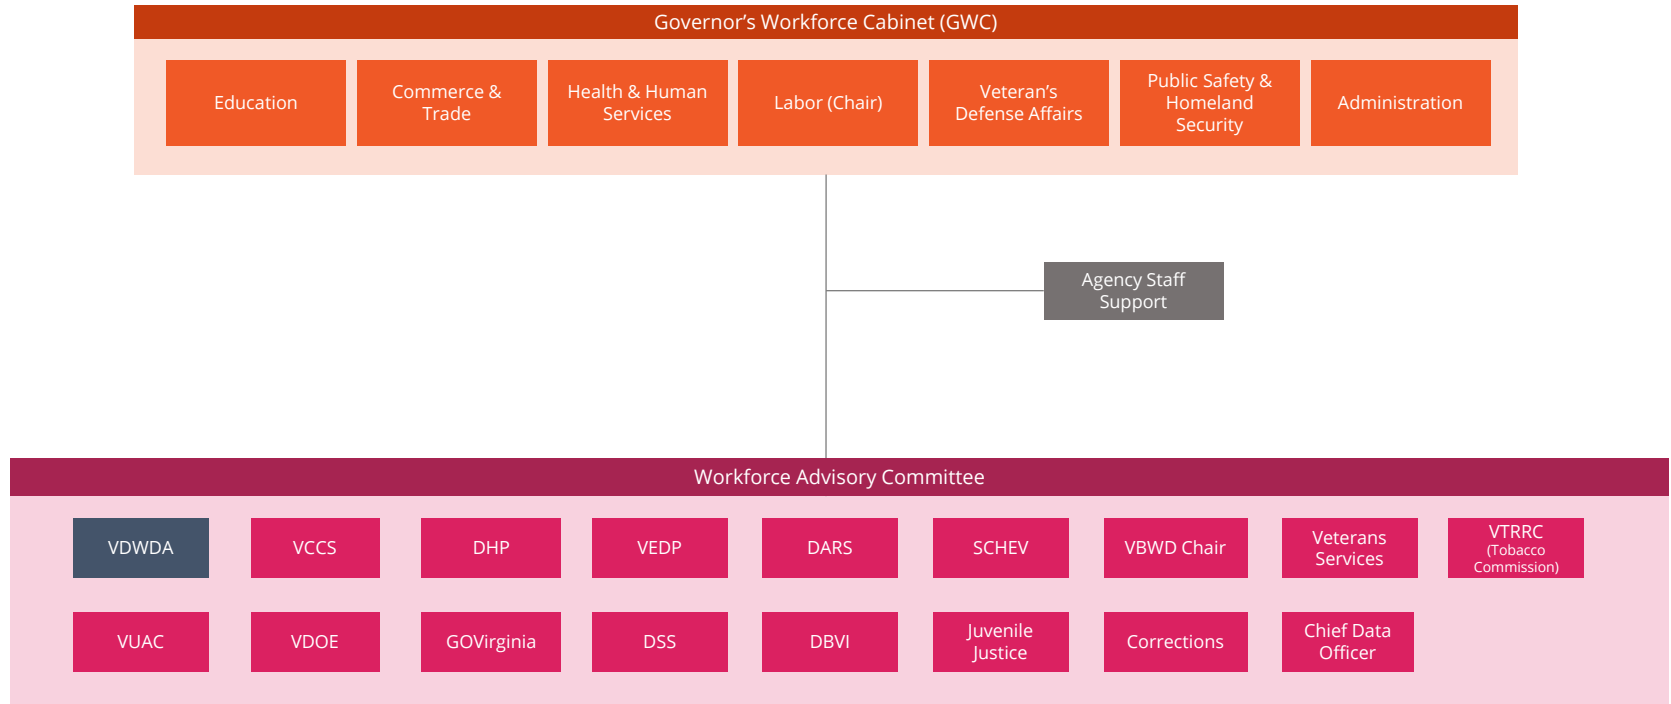 Governor’s Workforce Cabinet (GWC)
Education
Commerce &
Trade
Health & Human
Services
Labor (Chair)
Veteran’s
Defense Affairs
Public Safety &
Homeland
Security
Administration
Agency Staff
Support
Workforce Advisory Committee
VDWDA
VCCS
DHP
VEDP
DARS
SCHEV
VBWD Chair
Veterans
Services
VTRRC
(Tobacco
Commission)
VUAC
VDOE
GOVirginia
DSS
DBVI
Juvenile
Justice
Corrections
Chief Data
Officer